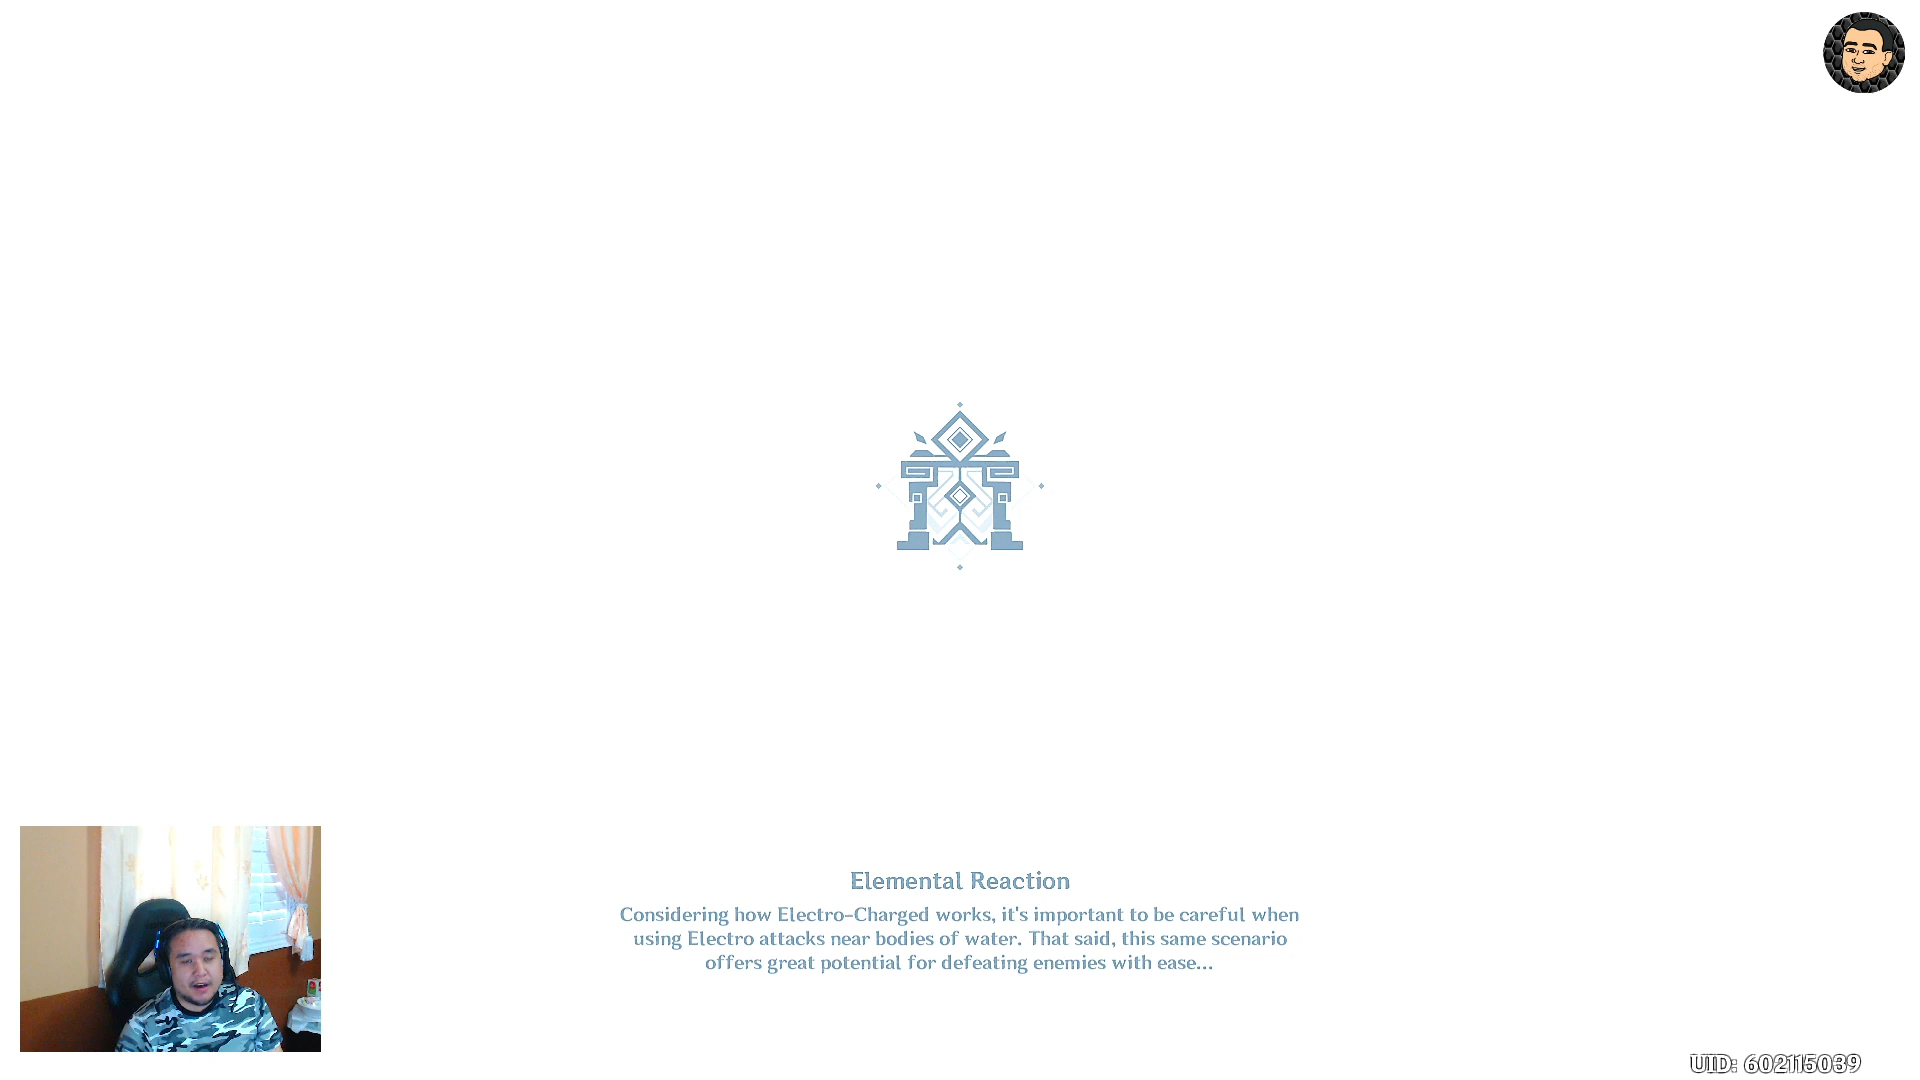 Elemental Reaction
Considering how Electro-Charged works, it's important to be careful when
using Electro attacks near bodies of water. That said, this same scenario
offers great potential for defeating enemies with ease...
UID: 602115039